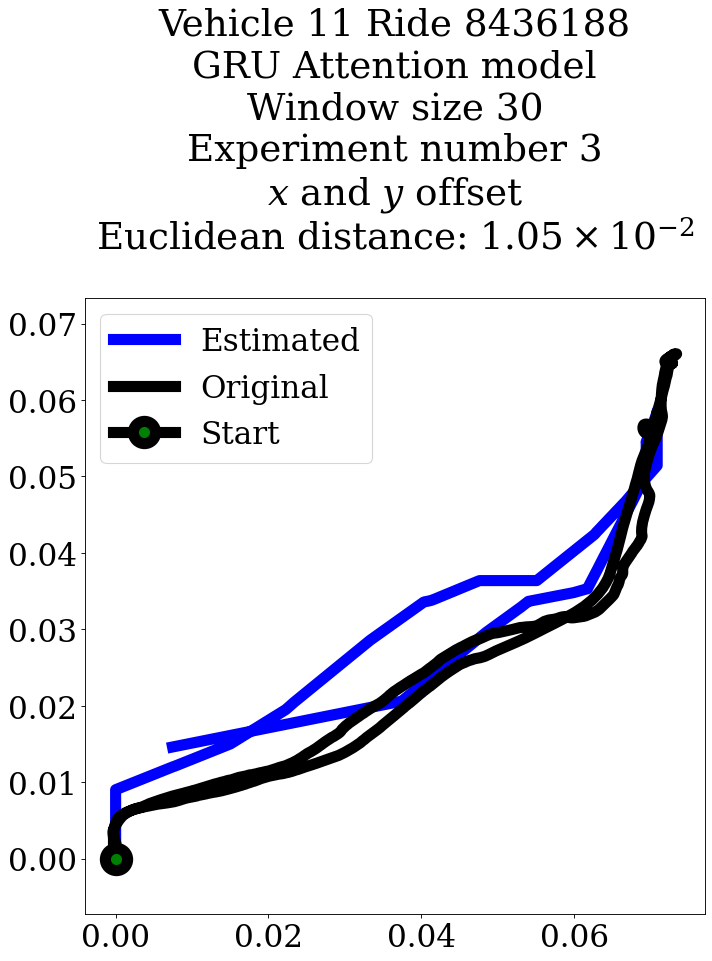 Vehicle 11 Ride 8436188
GRU Attention model
Window size 30
Experiment number 3
x and y offset
Euclidean distance: 1.05 × 10⁻²
Estimated
Original
Start
0.07
0.06
0.05
0.04
0.03
0.02
0.01
0.00
0.00 0.02 0.04 0.06